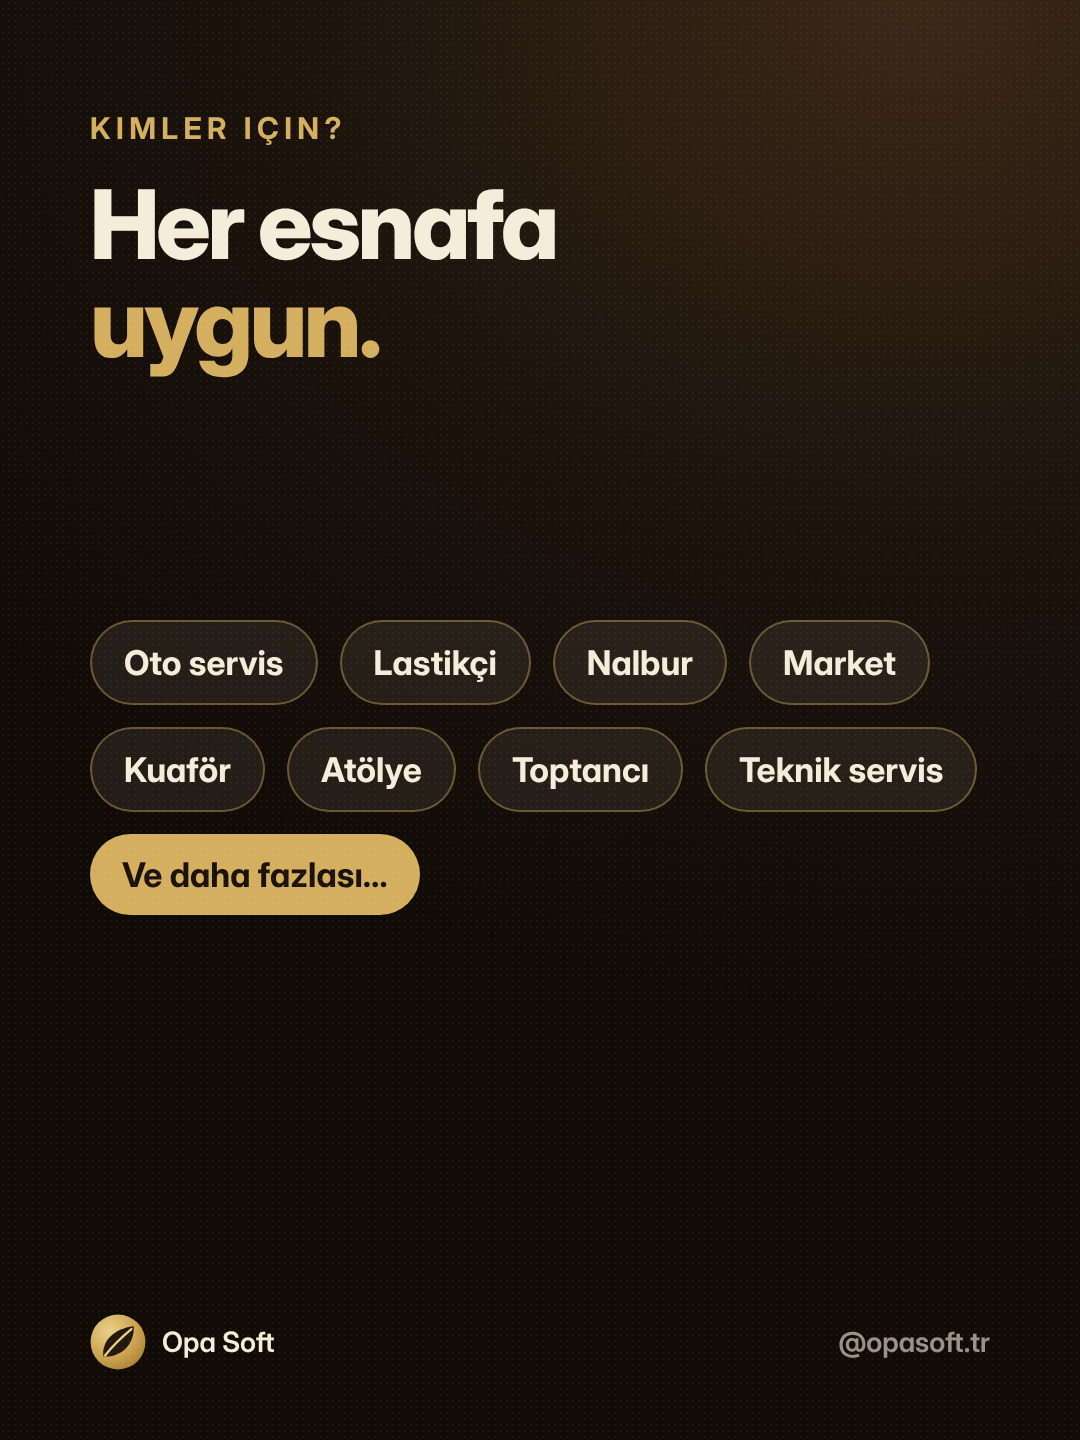 KIMLER IÇIN?
Her esnafa
uygun.
Oto servis Lastikçi Nalbur Market
Kuaför Atölye Toptancı Teknik servis
Ve daha fazlası...
Opa Soft @opasoft.tr